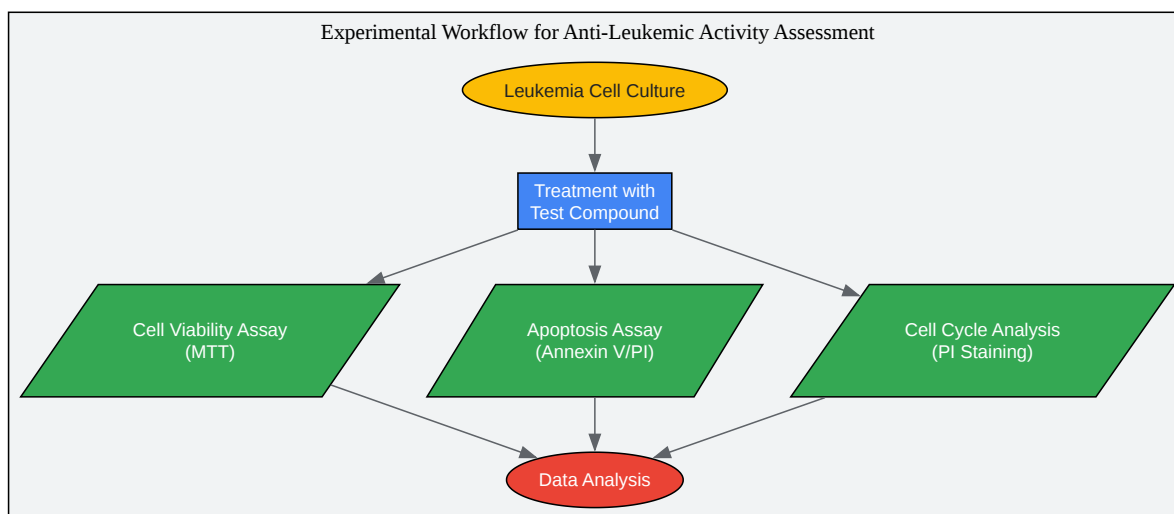 Experimental Workflow for Anti-Leukemic Activity Assessment
Leukemia Cell Culture
Treatment with
Test Compound
Cell Viability Assay
(MTT)
Apoptosis Assay
(Annexin V/PI)
Cell Cycle Analysis
(PI Staining)
Data Analysis